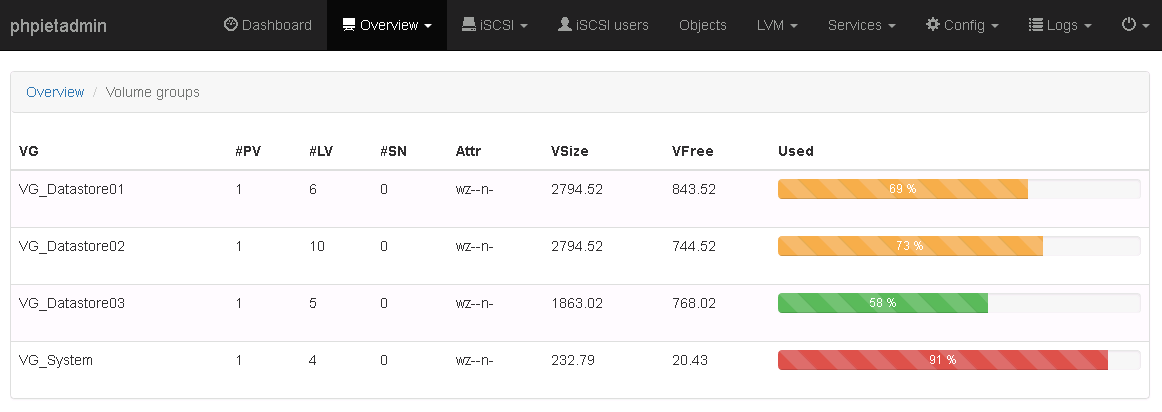 phpietadmin Dashboard Overview iSCSI iSCSI users Objects LVM Services Config Logs
Overview / Volume groups
VG #PV #LV #SN Attr VSize VFree Used
VG_Datastore01 1 6 0 wz--n- 2794.52 843.52 69 %
VG_Datastore02 1 10 0 wz--n- 2794.52 744.52 73 %
VG_Datastore03 1 5 0 wz--n- 1863.02 768.02 58 %
VG_System 1 4 0 wz--n- 232.79 20.43 91 %